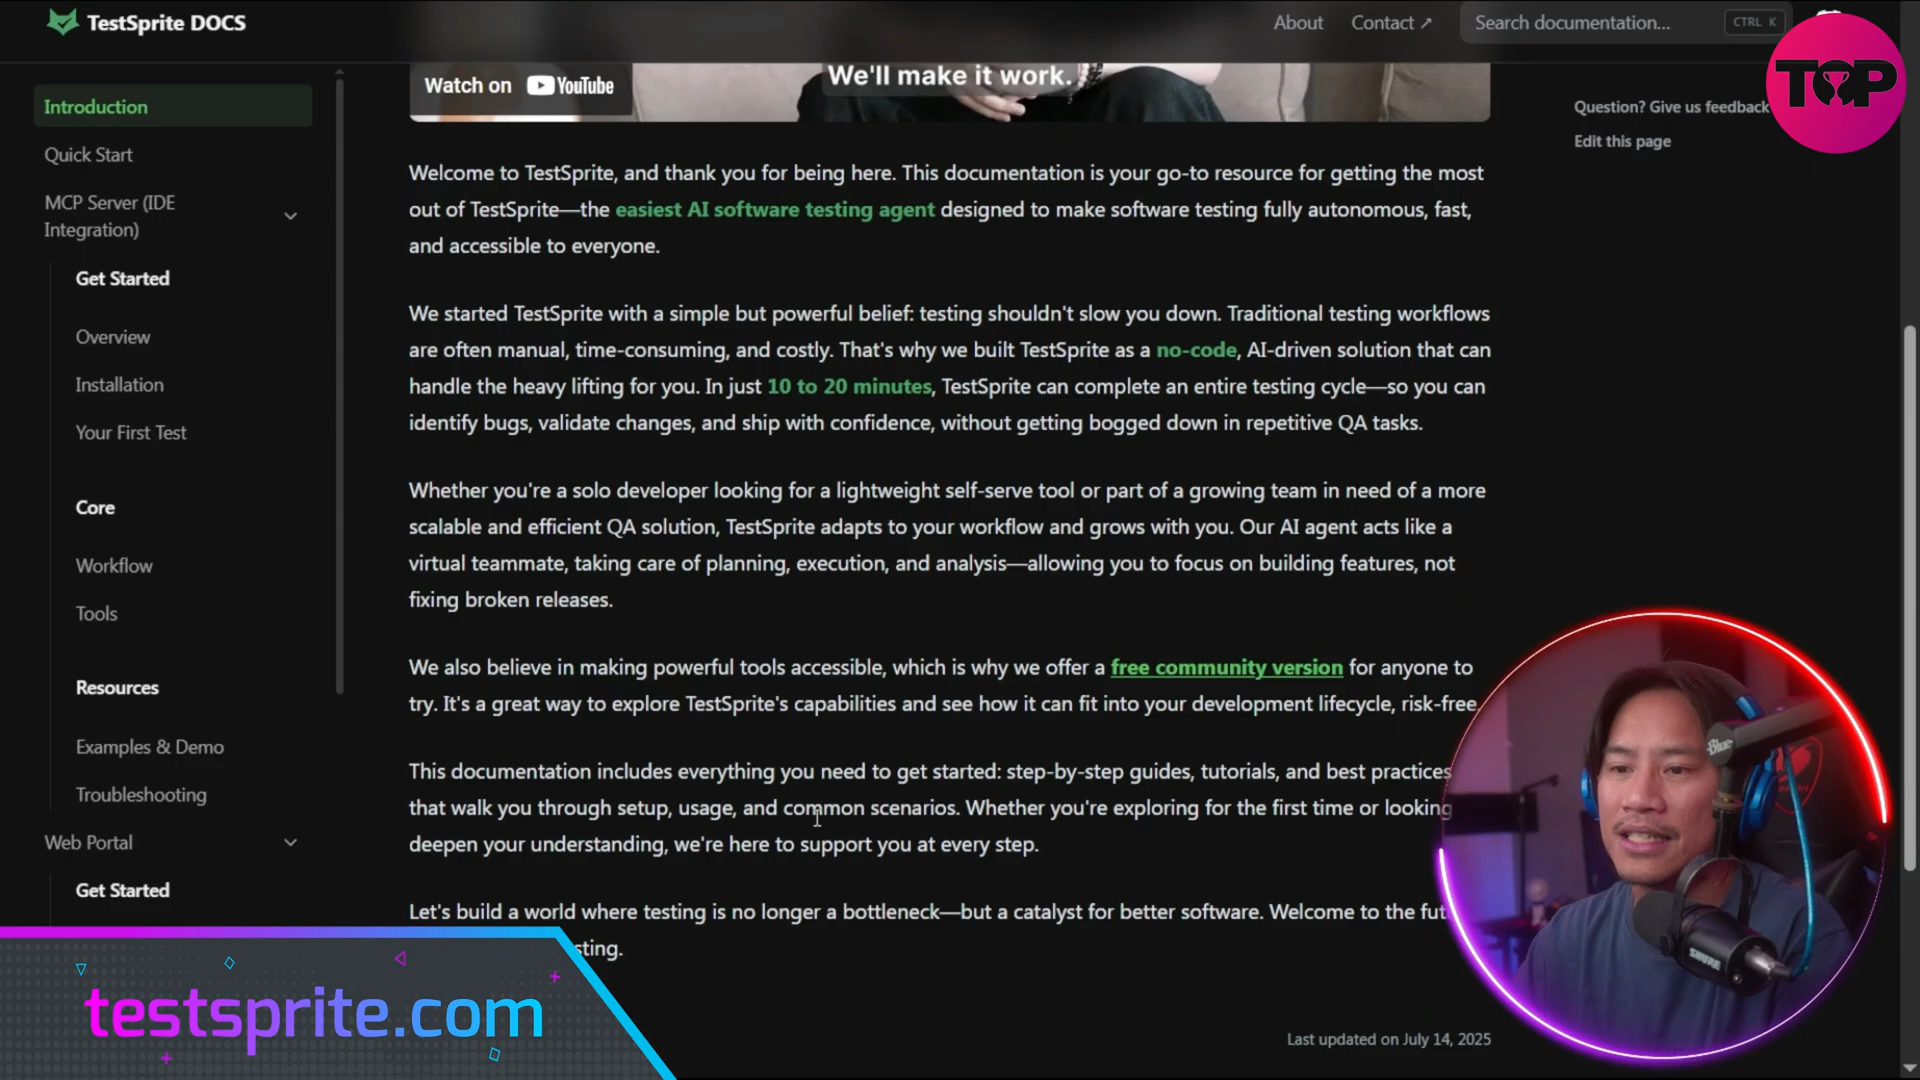 TestSprite DOCS
About
Contact ↗
Search documentation...
CTRL K
TOP
Introduction
Quick Start
MCP Server (IDE
Integration)
Get Started
Overview
Installation
Your First Test
Core
Workflow
Tools
Resources
Examples & Demo
Troubleshooting
Web Portal
Get Started
Watch on YouTube
We'll make it work.
Question? Give us feedback
Edit this page
Welcome to TestSprite, and thank you for being here. This documentation is your go-to resource for getting the most
out of TestSprite—the easiest AI software testing agent designed to make software testing fully autonomous, fast,
and accessible to everyone.
We started TestSprite with a simple but powerful belief: testing shouldn't slow you down. Traditional testing workflows
are often manual, time-consuming, and costly. That's why we built TestSprite as a no-code, AI-driven solution that can
handle the heavy lifting for you. In just 10 to 20 minutes, TestSprite can complete an entire testing cycle—so you can
identify bugs, validate changes, and ship with confidence, without getting bogged down in repetitive QA tasks.
Whether you're a solo developer looking for a lightweight self-serve tool or part of a growing team in need of a more
scalable and efficient QA solution, TestSprite adapts to your workflow and grows with you. Our AI agent acts like a
virtual teammate, taking care of planning, execution, and analysis—allowing you to focus on building features, not
fixing broken releases.
We also believe in making powerful tools accessible, which is why we offer a free community version for anyone to
try. It's a great way to explore TestSprite's capabilities and see how it can fit into your development lifecycle, risk-free.
This documentation includes everything you need to get started: step-by-step guides, tutorials, and best practices
that walk you through setup, usage, and common scenarios. Whether you're exploring for the first time or looking
deepen your understanding, we're here to support you at every step.
Let's build a world where testing is no longer a bottleneck—but a catalyst for better software. Welcome to the fut
sting.
Last updated on July 14, 2025
testsprite.com
Blue
SHURE